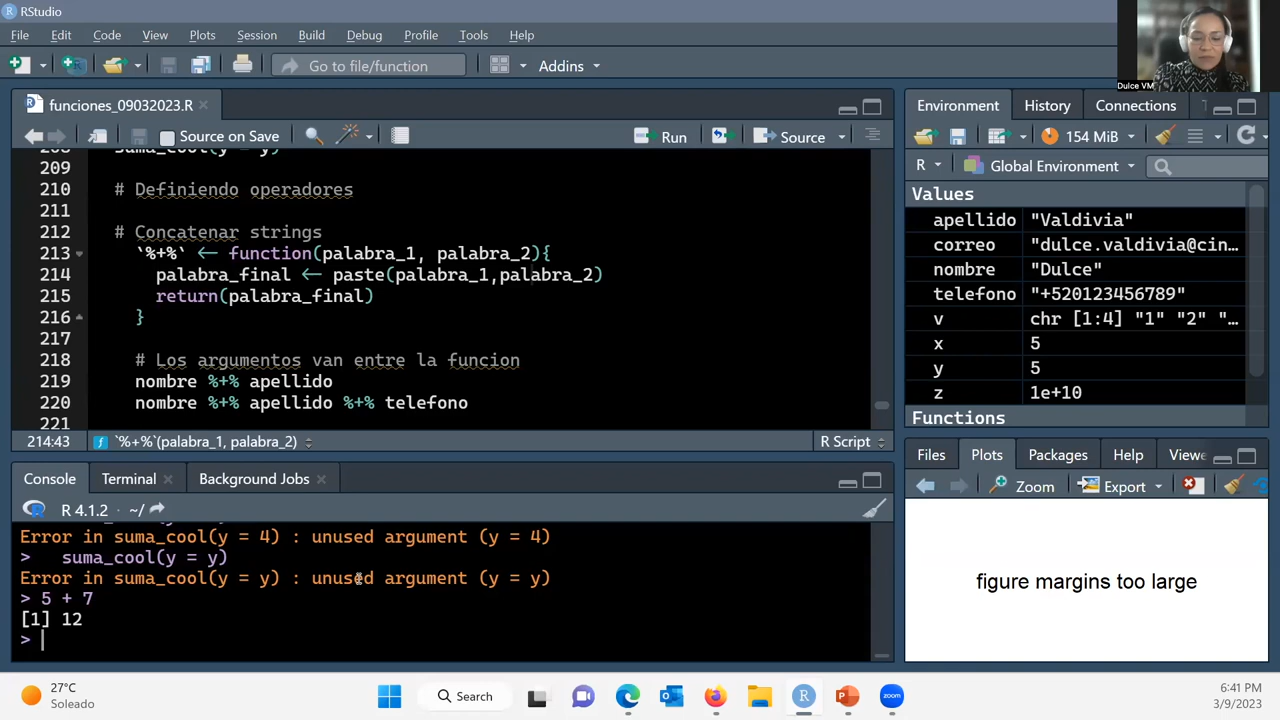 RStudio
File Edit Code View Plots Session Build Debug Profile Tools Help
Go to file/function
Addins
Dulce VM
funciones_09032023.R
Source on Save
Run
Source
208 suma_cool(y = y)
209
210 # Definiendo operadores
211
212 # Concatenar strings
213 `%+%` <- function(palabra_1, palabra_2){
214 palabra_final <- paste(palabra_1,palabra_2)
215 return(palabra_final)
216 }
217
218 # Los argumentos van entre la funcion
219 nombre %+% apellido
220 nombre %+% apellido %+% telefono
221
214:43 `%+%`(palabra_1, palabra_2) R Script
Console Terminal Background Jobs
R 4.1.2 · ~/
Error in suma_cool(y = 4) : unused argument (y = 4)
> suma_cool(y = y)
Error in suma_cool(y = y) : unused argument (y = y)
> 5 + 7
[1] 12
>
Environment History Connections
154 MiB
R Global Environment
Values
apellido "Valdivia"
correo "dulce.valdivia@cin…
nombre "Dulce"
telefono "+520123456789"
v chr [1:4] "1" "2" "…
x 5
y 5
z 1e+10
Functions
Files Plots Packages Help Viewe
Zoom Export
figure margins too large
27°C
Soleado
Search
zoom
6:41 PM
3/9/2023